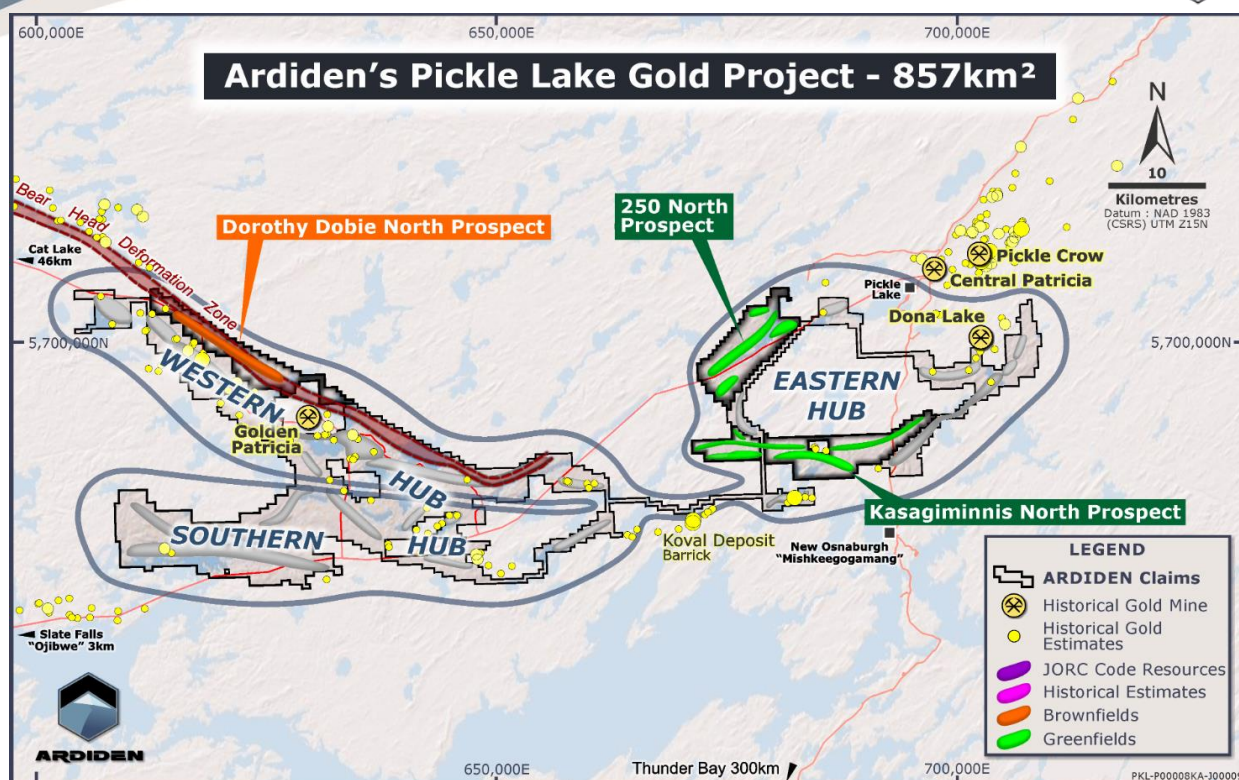 600,000E
650,000E
700,000E
Ardiden's Pickle Lake Gold Project - 857km²
N
10
Kilometres
Datum : NAD 1983
(CSRS) UTM Z15N
Bear Head Deformation Zone
Cat Lake
46km
Dorothy Dobie North Prospect
250 North
Prospect
Pickle Crow
Central Patricia
Pickle
Lake
Dona Lake
5,700,000N
5,700,000N
WESTERN
HUB
Golden
Patricia
EASTERN
HUB
SOUTHERN
HUB
Kasagiminnis North Prospect
Koval Deposit
Barrick
New Osnaburgh
"Mishkeegogamang"
Slate Falls
"Ojibwe" 3km
LEGEND
ARDIDEN Claims
Historical Gold Mine
Historical Gold
Estimates
JORC Code Resources
Historical Estimates
Brownfields
Greenfields
ARDIDEN
650,000E
Thunder Bay 300km
700,000E